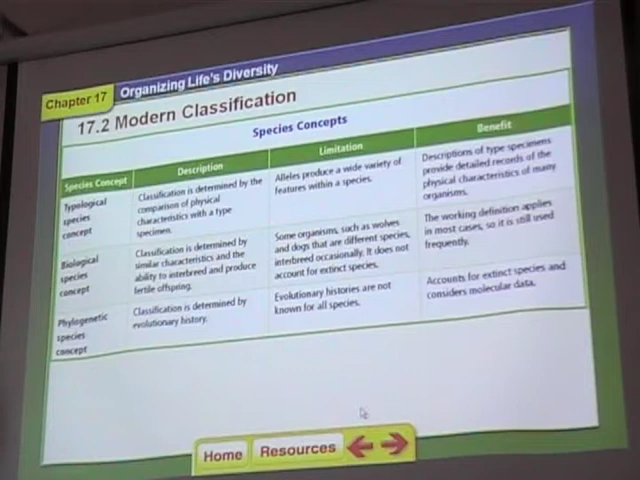 Chapter 17 Organizing Life's Diversity
17.2 Modern Classification
Species Concepts
Species Concept Description Limitation Benefit
Typological
species
concept
Classification is determined by the
comparison of physical
characteristics with a type
specimen.
Alleles produce a wide variety of
features within a species.
Descriptions of type specimens
provide detailed records of the
physical characteristics of many
organisms.
Biological
species
concept
Classification is determined by
similar characteristics and the
ability to interbreed and produce
fertile offspring.
Some organisms, such as wolves
and dogs that are different species,
interbreed occasionally. It does not
account for extinct species.
The working definition applies
in most cases, so it is still used
frequently.
Phylogenetic
species
concept
Classification is determined by
evolutionary history.
Evolutionary histories are not
known for all species.
Accounts for extinct species and
considers molecular data.
Home Resources